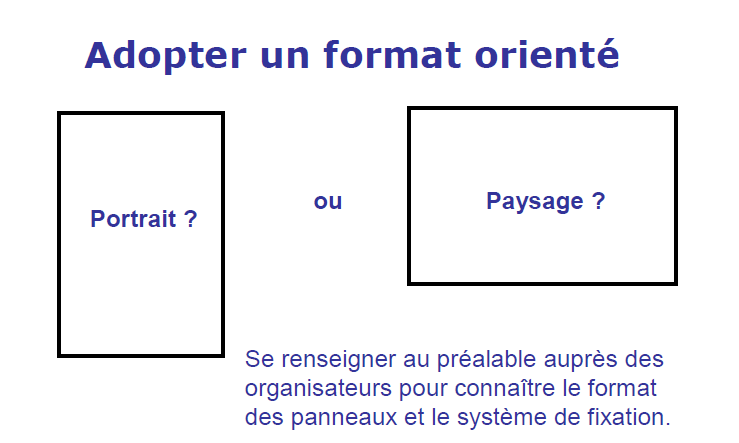 Adopter un format orienté
Portrait ?
ou
Paysage ?
Se renseigner au préalable auprès des
organisateurs pour connaître le format
des panneaux et le système de fixation.